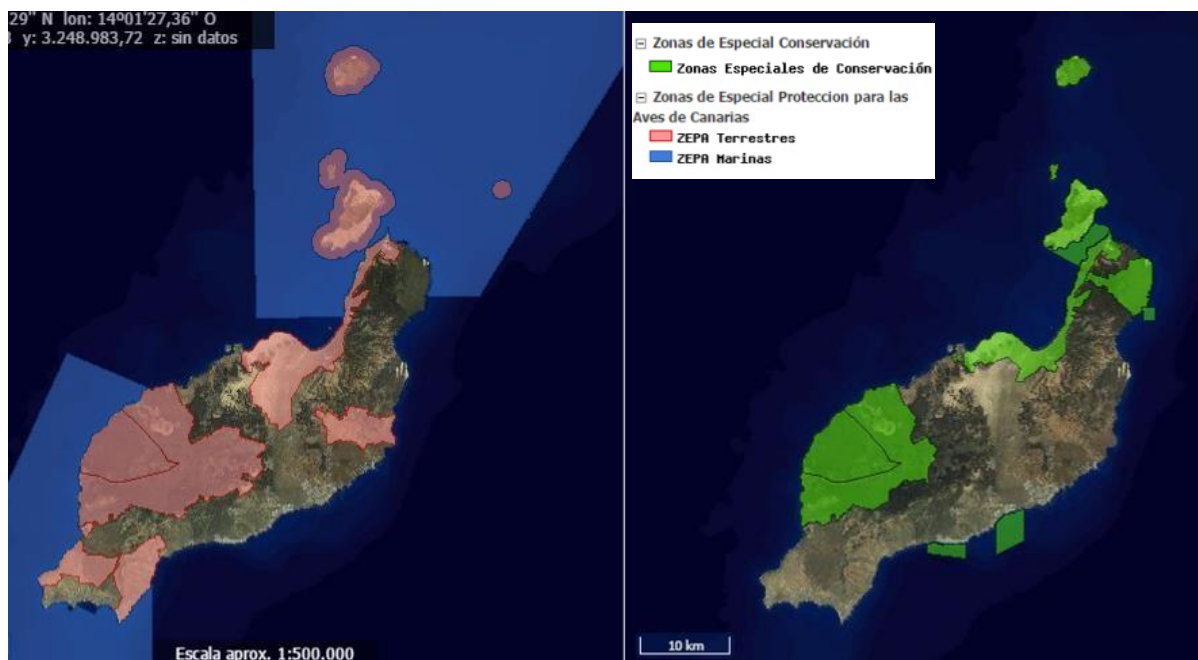 29" N lon: 14º01'27,36" O
y: 3.248.983,72 z: sin datos
Zonas de Especial Conservación
Zonas Especiales de Conservación
Zonas de Especial Proteccion para las
Aves de Canarias
ZEPA Terrestres
ZEPA Marinas
Escala aprox. 1:500.000
10 km